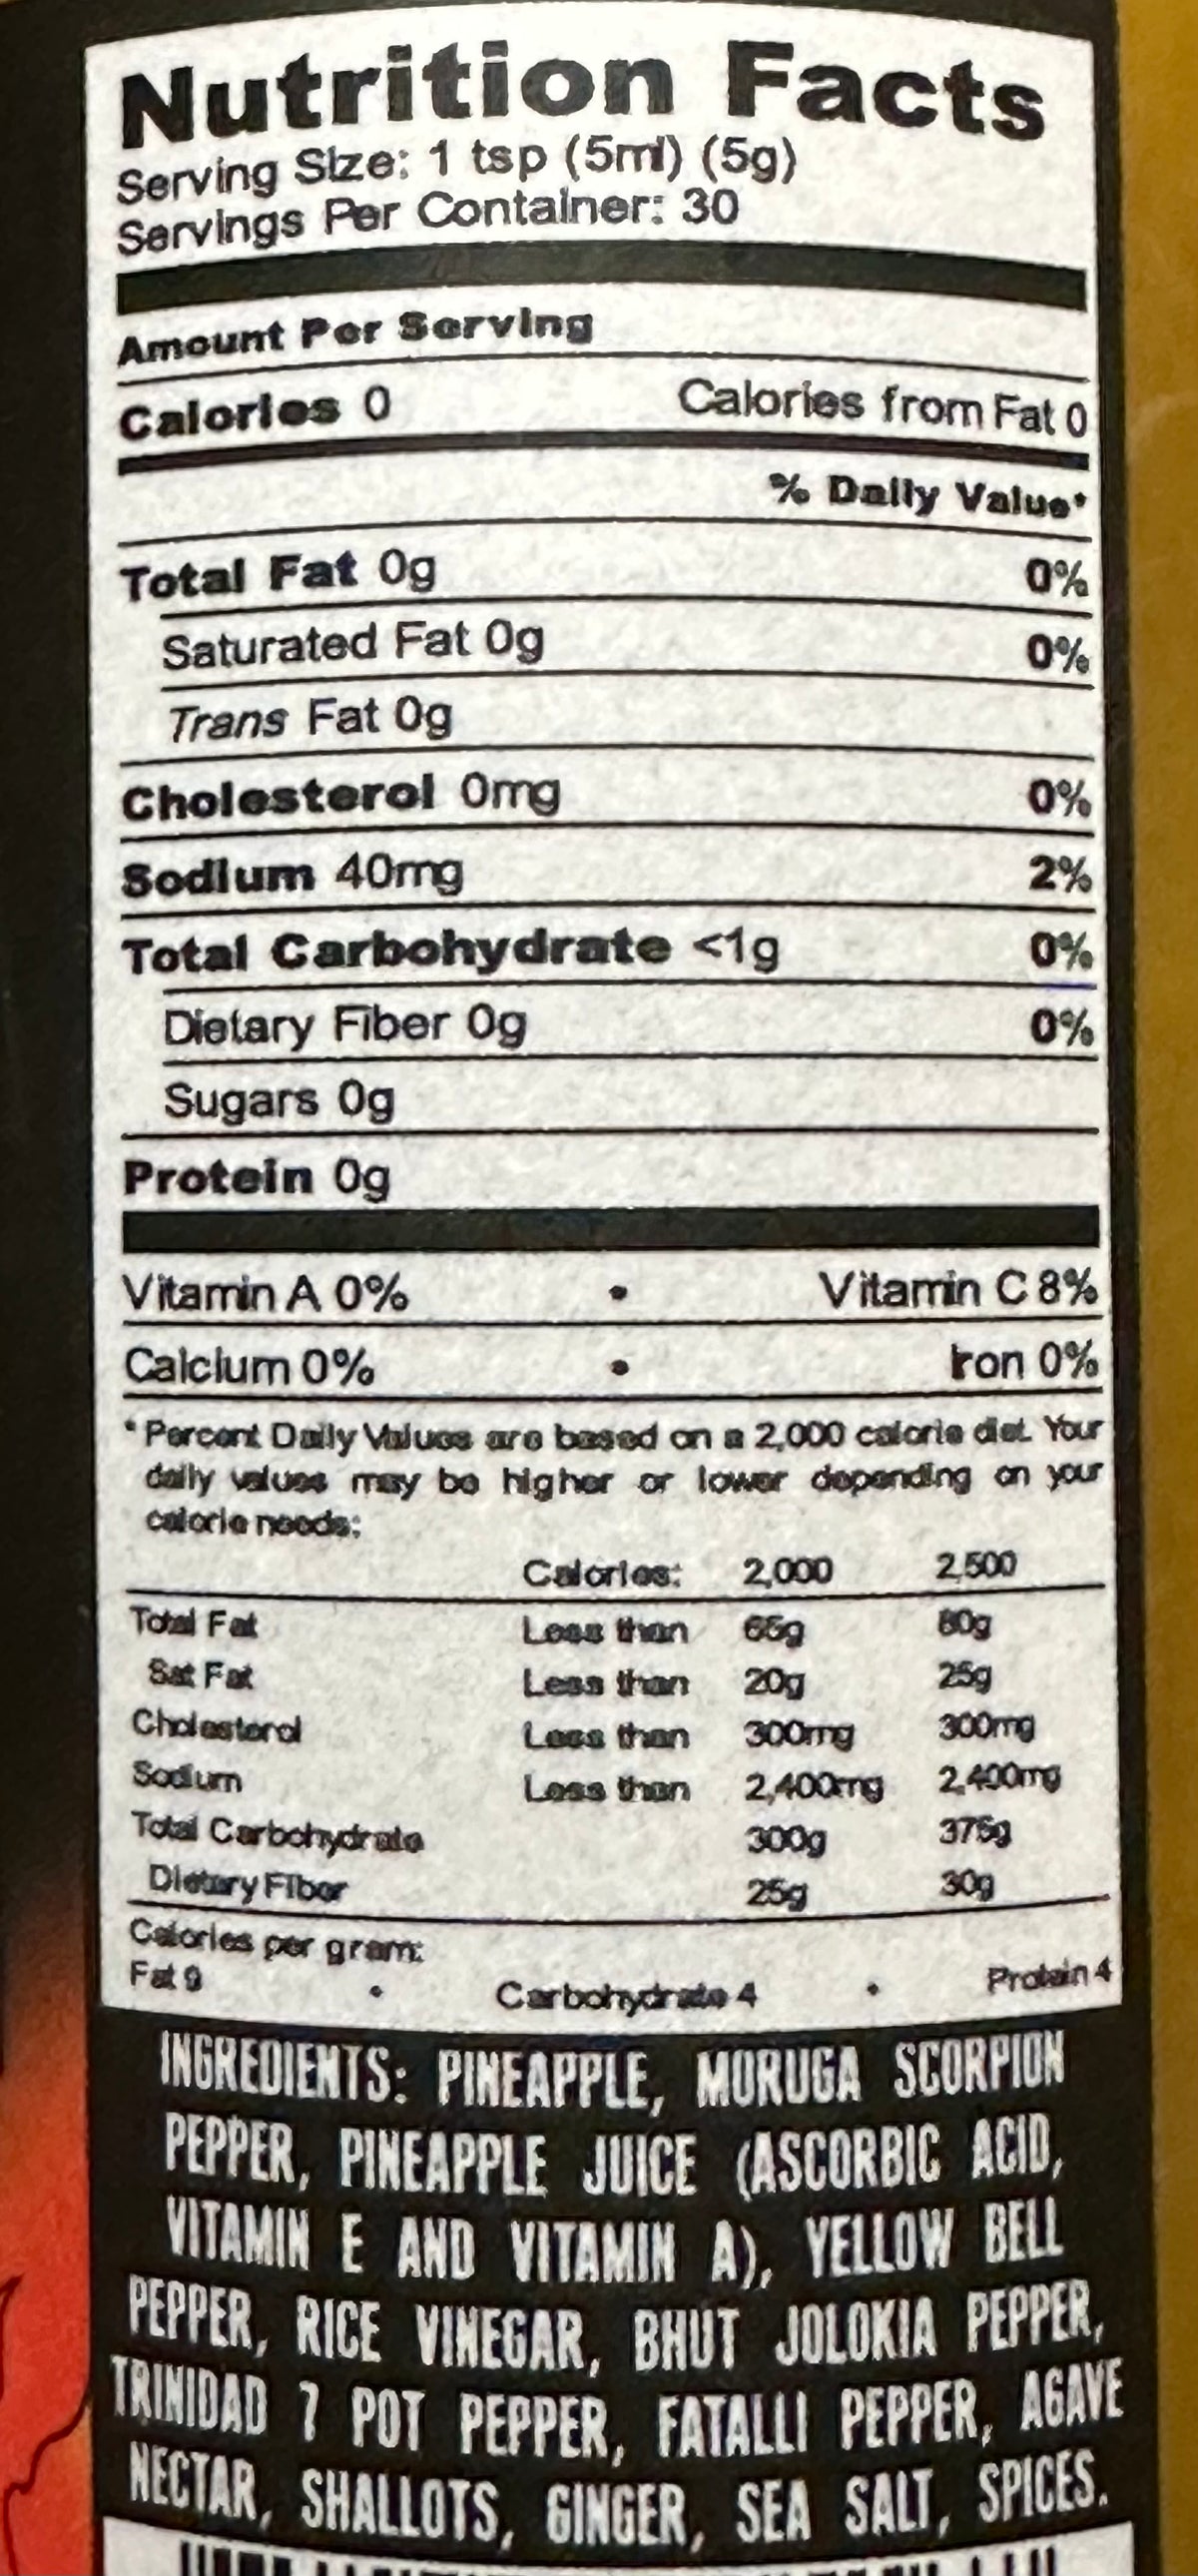 Nutrition Facts
Serving Size: 1 tsp (5ml) (5g)
Servings Per Container: 30
Amount Per Serving
Calories 0 Calories from Fat 0
% Daily Value*
Total Fat 0g 0%
Saturated Fat 0g 0%
Trans Fat 0g
Cholesterol 0mg 0%
Sodium 40mg 2%
Total Carbohydrate <1g 0%
Dietary Fiber 0g 0%
Sugars 0g
Protein 0g
Vitamin A 0% • Vitamin C 8%
Calcium 0% • Iron 0%
* Percent Daily Values are based on a 2,000 calorie diet. Your
daily values may be higher or lower depending on your
calorie needs:
Calories: 2,000 2,500
Total Fat Less than 65g 80g
Sat Fat Less than 20g 25g
Cholesterol Less than 300mg 300mg
Sodium Less than 2,400mg 2,400mg
Total Carbohydrate 300g 375g
Dietary Fiber 25g 30g
Calories per gram:
Fat 9 • Carbohydrate 4 • Protein 4
INGREDIENTS: PINEAPPLE, MORUGA SCORPION
PEPPER, PINEAPPLE JUICE (ASCORBIC ACID,
VITAMIN E AND VITAMIN A), YELLOW BELL
PEPPER, RICE VINEGAR, BHUT JOLOKIA PEPPER,
TRINIDAD 7 POT PEPPER, FATALLI PEPPER, AGAVE
NECTAR, SHALLOTS, GINGER, SEA SALT, SPICES.